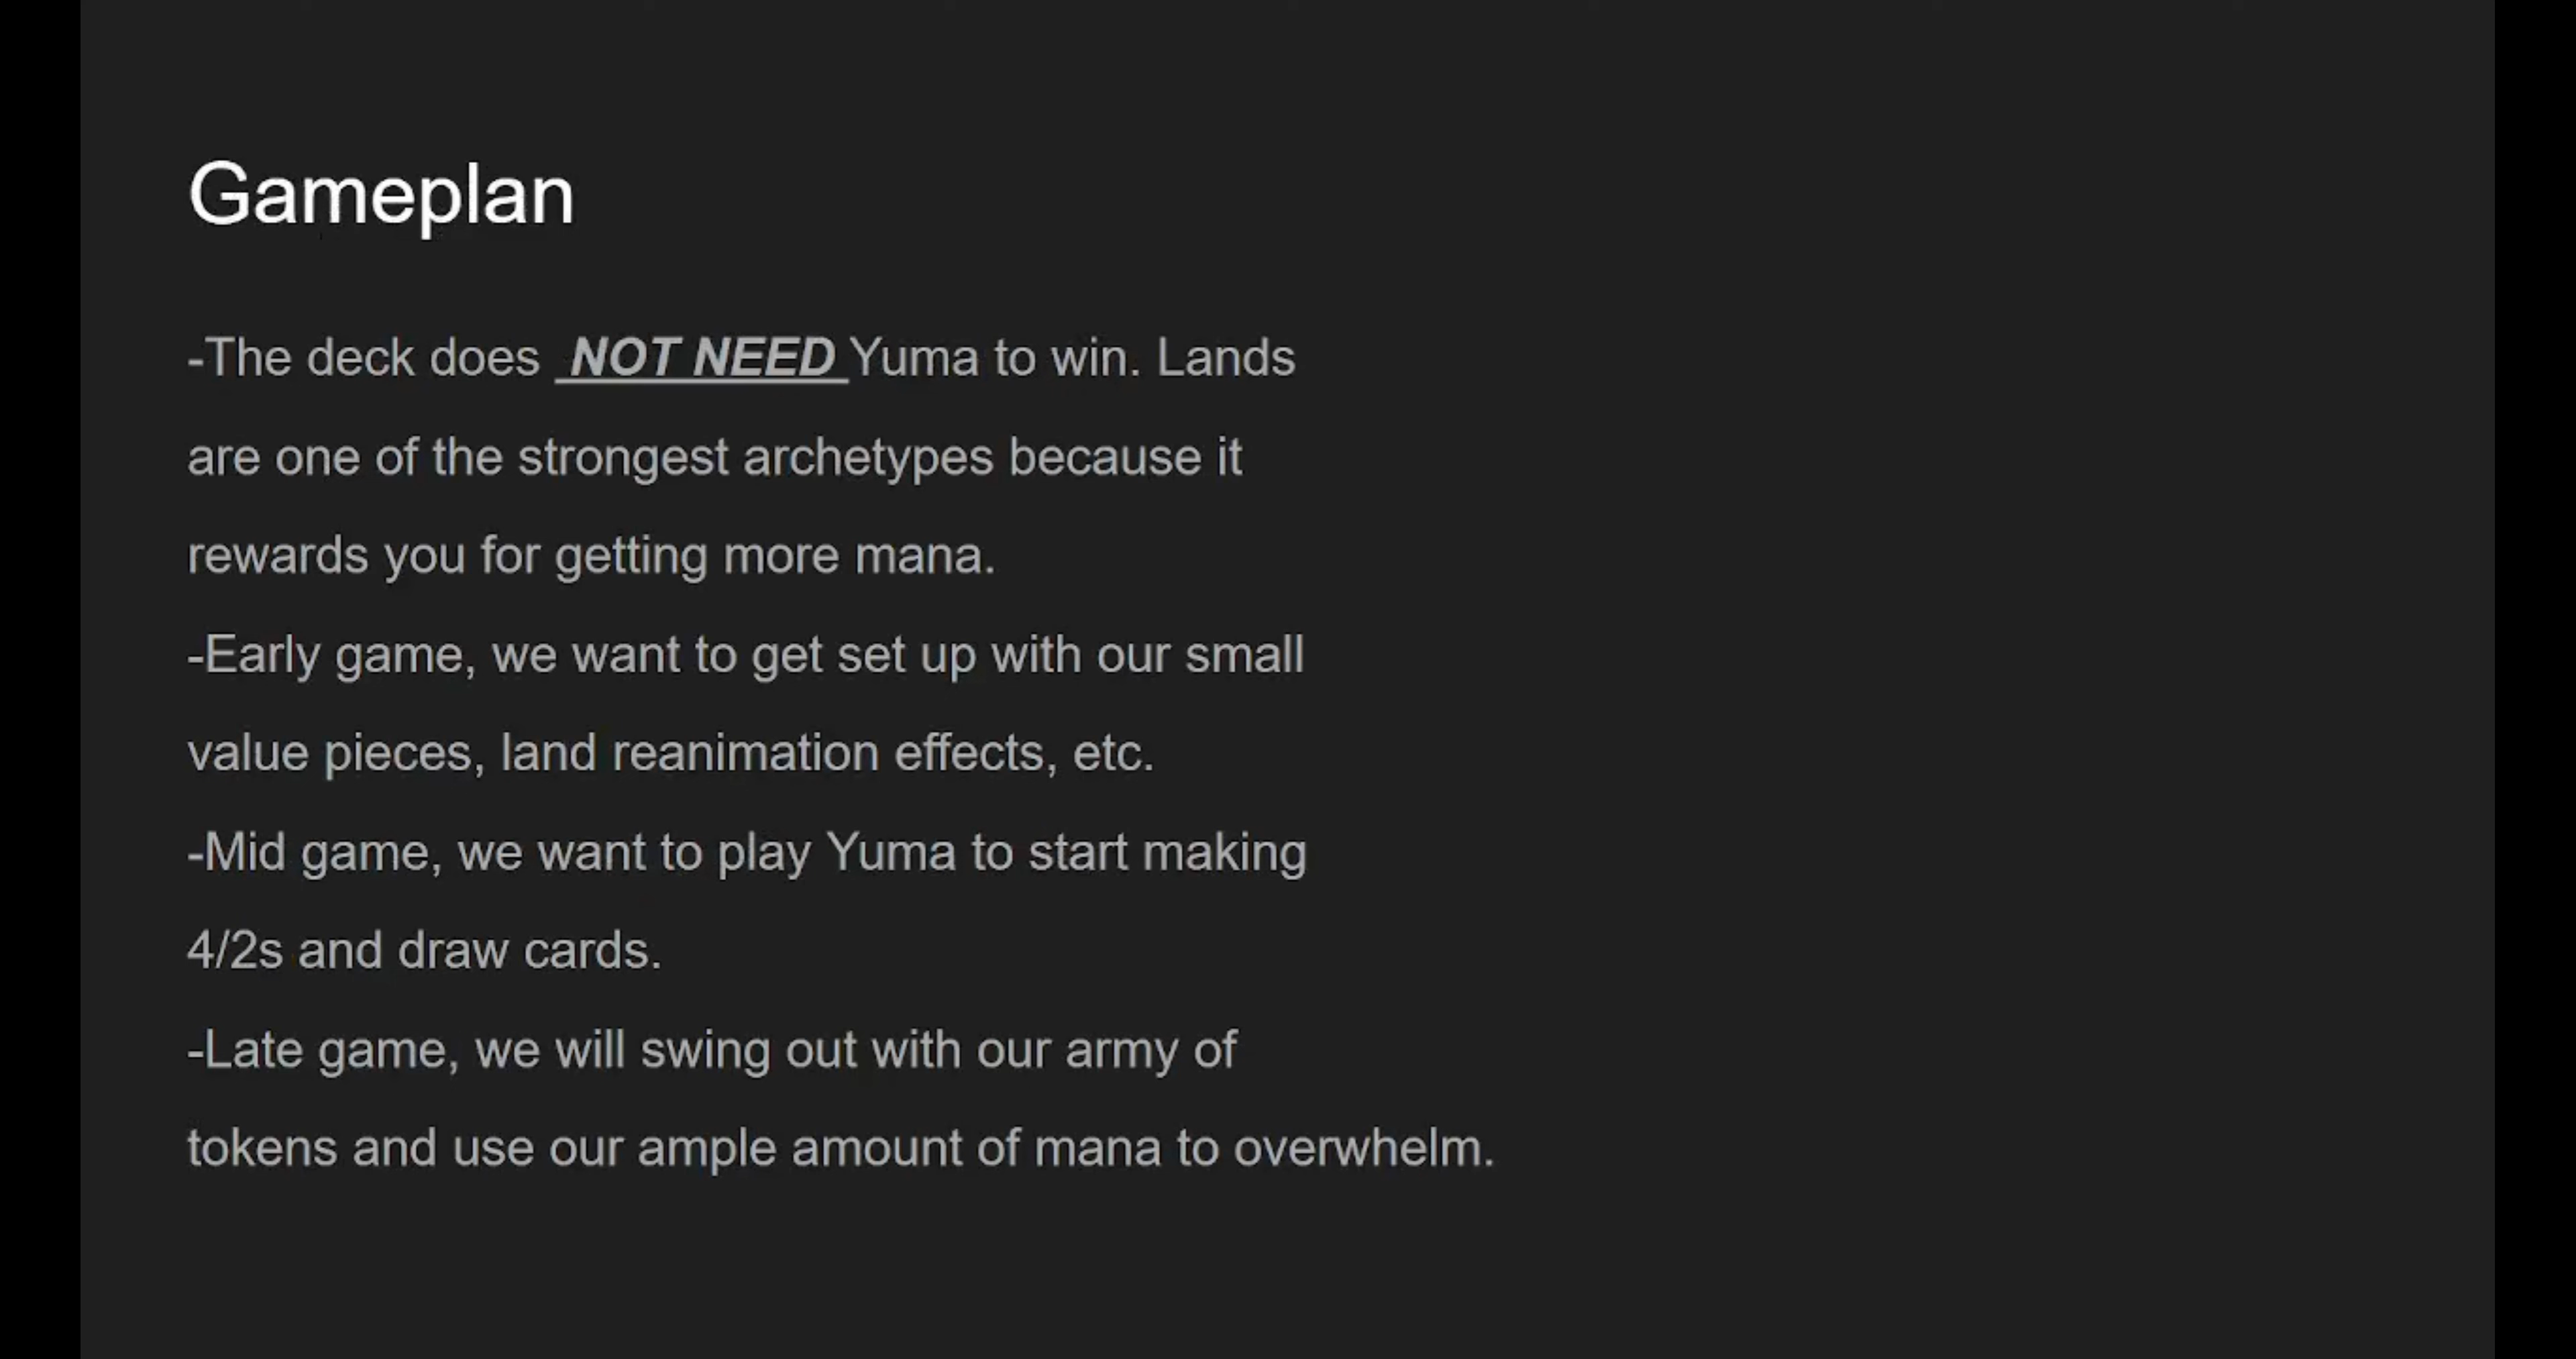 Gameplan
-The deck does NOT NEED Yuma to win. Lands
are one of the strongest archetypes because it
rewards you for getting more mana.
-Early game, we want to get set up with our small
value pieces, land reanimation effects, etc.
-Mid game, we want to play Yuma to start making
4/2s and draw cards.
-Late game, we will swing out with our army of
tokens and use our ample amount of mana to overwhelm.